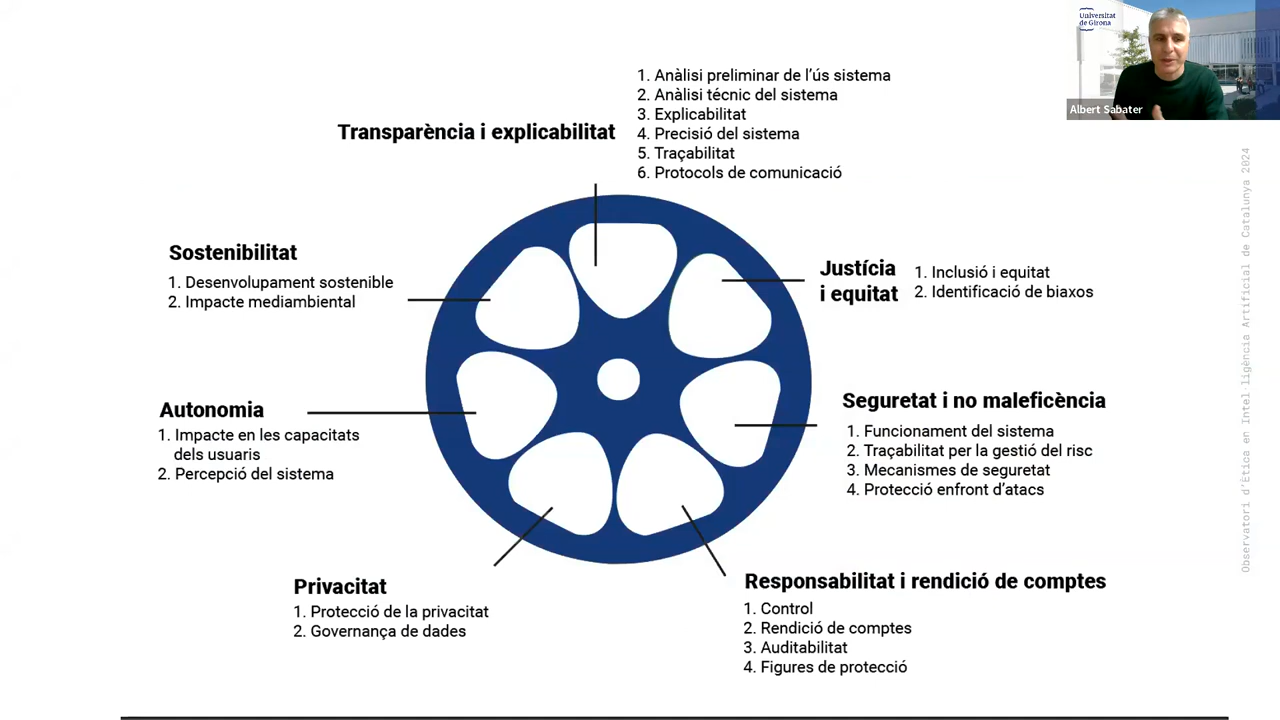 Universitat
de Girona
Albert Sabater
Transparència i explicabilitat
1. Anàlisi preliminar de l’ús sistema
2. Anàlisi técnic del sistema
3. Explicabilitat
4. Precisió del sistema
5. Traçabilitat
6. Protocols de comunicació
Sostenibilitat
1. Desenvolupament sostenible
2. Impacte mediambiental
Justícia
i equitat
1. Inclusió i equitat
2. Identificació de biaxos
Autonomia
1. Impacte en les capacitats
dels usuaris
2. Percepció del sistema
Seguretat i no maleficència
1. Funcionament del sistema
2. Traçabilitat per la gestió del risc
3. Mecanismes de seguretat
4. Protecció enfront d’atacs
Privacitat
1. Protecció de la privacitat
2. Governança de dades
Responsabilitat i rendició de comptes
1. Control
2. Rendició de comptes
3. Auditabilitat
4. Figures de protecció
Observatori d'Ètica en Intel·ligència Artificial de Catalunya 2024